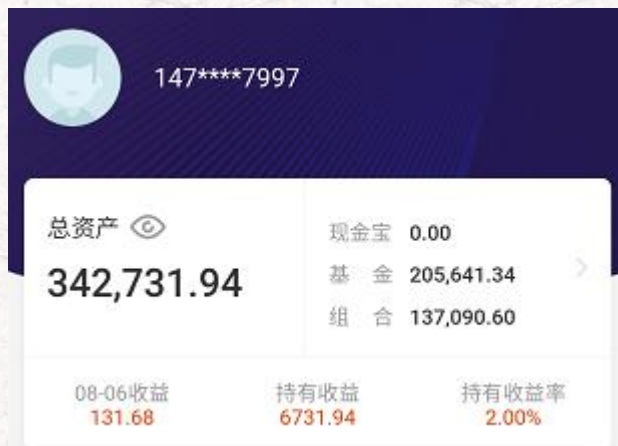 147****7997
总资产
342,731.94
现金宝 0.00
基 金 205,641.34
组 合 137,090.60
08-06收益 持有收益 持有收益率
131.68 6731.94 2.00%